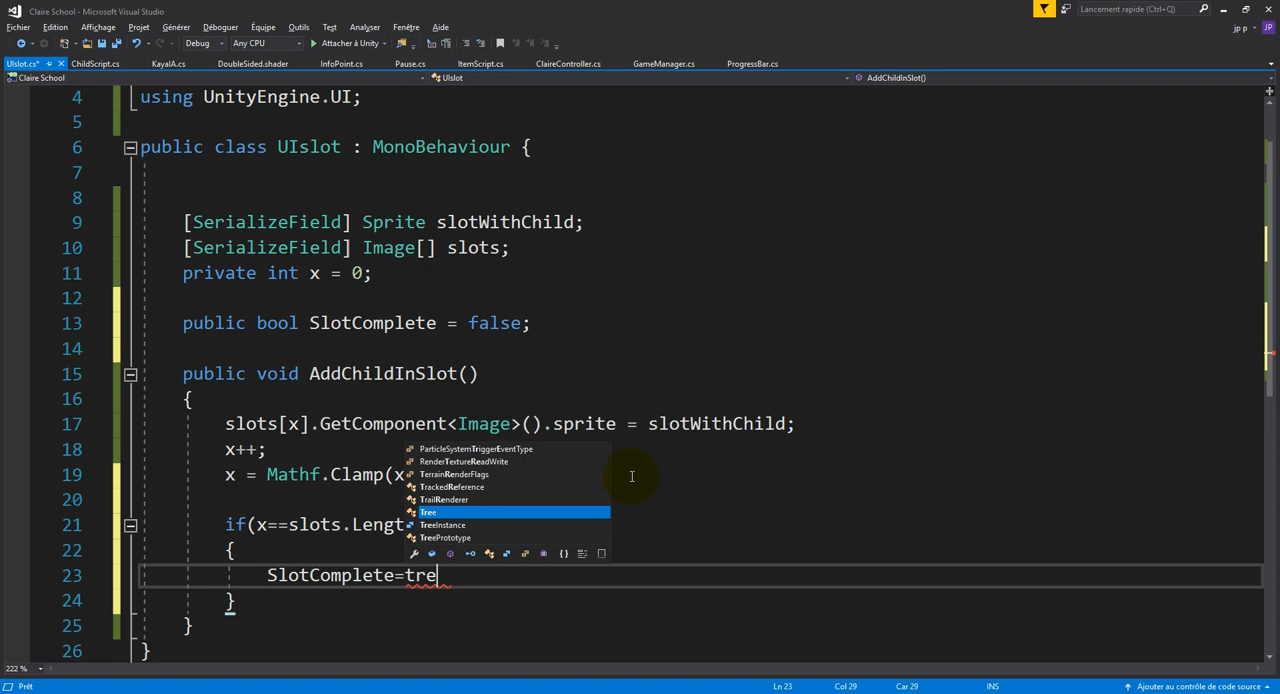 Claire School - Microsoft Visual Studio
Lancement rapide (Ctrl+Q)
Fichier Edition Affichage Projet Générer Déboguer Équipe Outils Test Analyser Fenêtre Aide
jp p JP
Debug Any CPU Attacher à Unity
UIslot.cs* ChildScript.cs KayaIA.cs DoubleSided.shader InfoPoint.cs Pause.cs ItemScript.cs ClaireController.cs GameManager.cs ProgressBar.cs
Claire School UIslot AddChildInSlot()
4 using UnityEngine.UI;
5
6 public class UIslot : MonoBehaviour {
7
8
9 [SerializeField] Sprite slotWithChild;
10 [SerializeField] Image[] slots;
11 private int x = 0;
12
13 public bool SlotComplete = false;
14
15 public void AddChildInSlot()
16 {
17 slots[x].GetComponent<Image>().sprite = slotWithChild;
18 x++;
19 x = Mathf.Clamp(x
20
21 if(x==slots.Lengt
22 {
23 SlotComplete=tre
24 }
25 }
26 }
ParticleSystemTriggerEventType
RenderTextureReadWrite
TerrainRenderFlags
TrackedReference
TrailRenderer
Tree
TreeInstance
TreePrototype
222 %
Prêt Ln 23 Col 29 Car 29 INS Ajouter au contrôle de code source